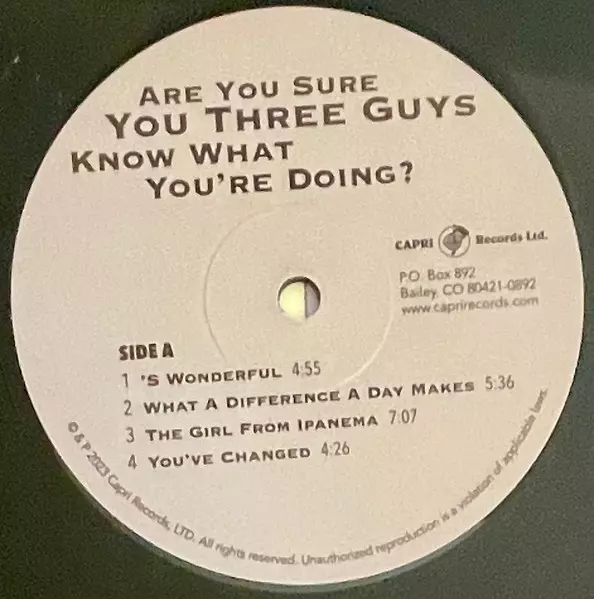 Are You Sure
You Three Guys
Know What
You're Doing?
CAPRI Records Ltd.
P.O. Box 892
Bailey, CO 80421-0892
www.caprirecords.com
SIDE A
1 'S Wonderful 4:55
2 What A Difference A Day Makes 5:36
3 The Girl From Ipanema 7:07
4 You've Changed 4:26
© & P 2023 Capri Records, LTD. All rights reserved. Unauthorized reproduction is a violation of applicable laws.